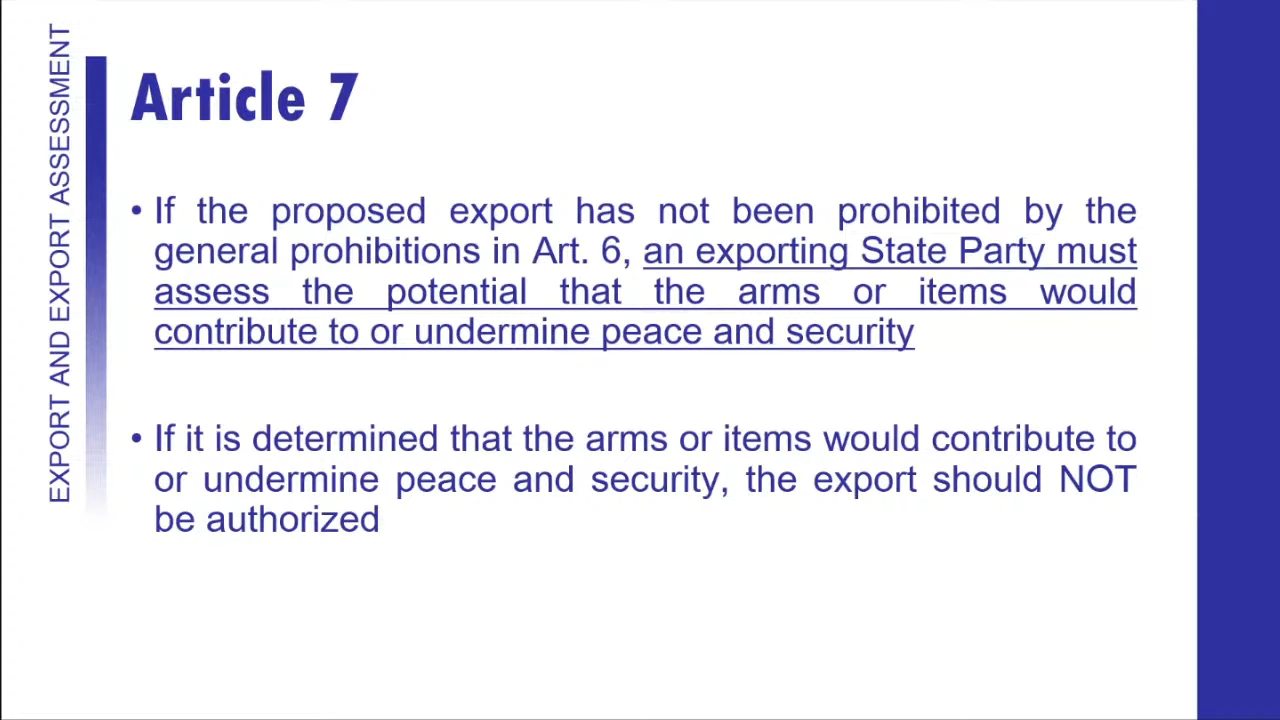 EXPORT AND EXPORT ASSESSMENT
Article 7
• If the proposed export has not been prohibited by the
general prohibitions in Art. 6, an exporting State Party must
assess the potential that the arms or items would
contribute to or undermine peace and security
• If it is determined that the arms or items would contribute to
or undermine peace and security, the export should NOT
be authorized